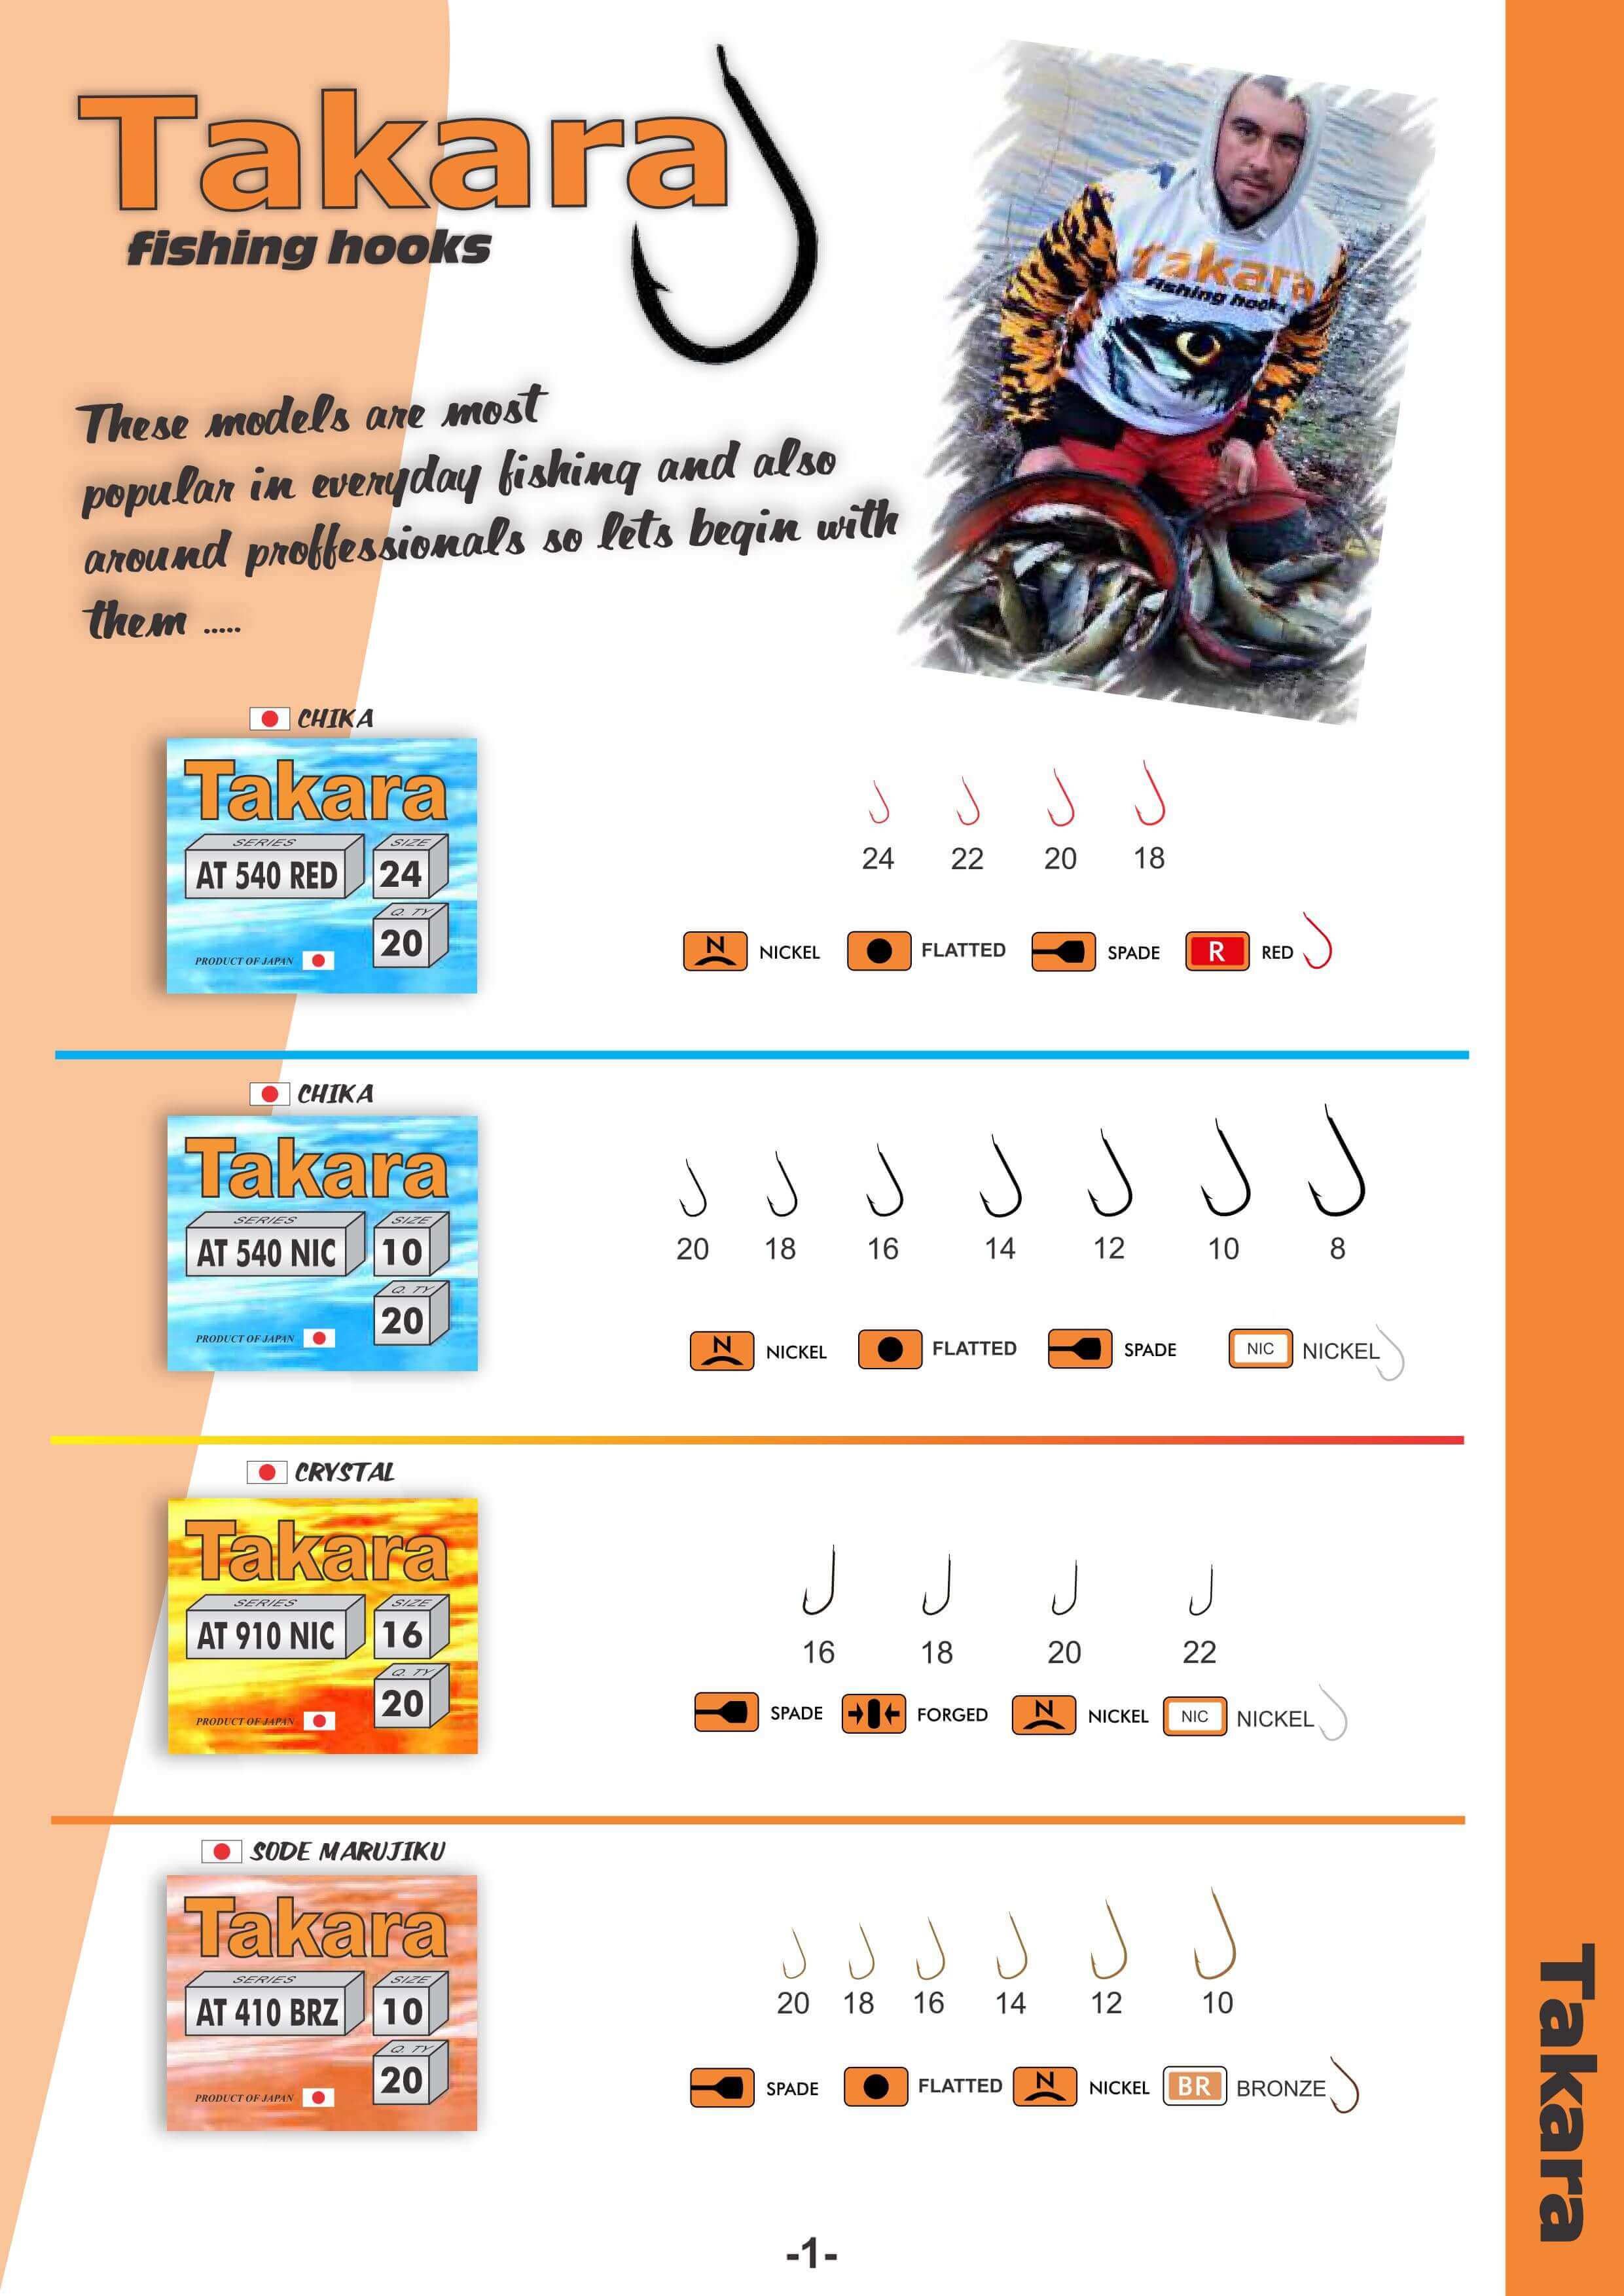 Takara
fishing hooks
Takara
fishing hooks
These models are most
popular in everyday fishing and also
around proffessionals so lets begin with
them .....
CHIKA
Takara
SERIES SIZE
AT 540 RED 24
Q. TY
20
PRODUCT OF JAPAN
24 22 20 18
N NICKEL FLATTED SPADE R RED
CHIKA
Takara
SERIES SIZE
AT 540 NIC 10
Q. TY
20
PRODUCT OF JAPAN
20 18 16 14 12 10 8
N NICKEL FLATTED SPADE NIC NICKEL
CRYSTAL
Takara
SERIES SIZE
AT 910 NIC 16
Q. TY
20
PRODUCT OF JAPAN
16 18 20 22
SPADE FORGED N NICKEL NIC NICKEL
SODE MARUJIKU
Takara
SERIES SIZE
AT 410 BRZ 10
Q. TY
20
PRODUCT OF JAPAN
20 18 16 14 12 10
SPADE FLATTED N NICKEL BR BRONZE
Takara
-1-